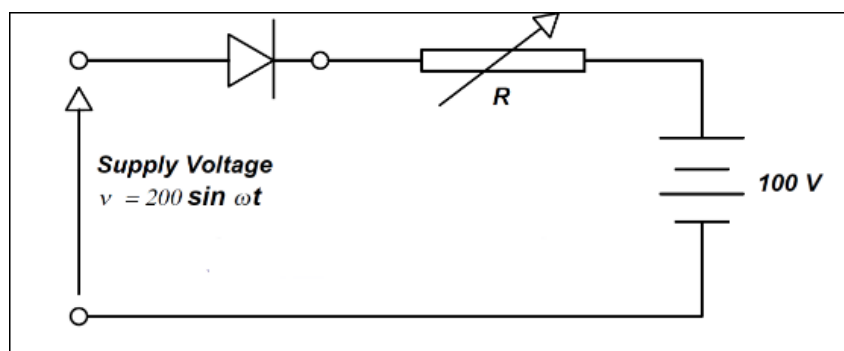 R
Supply Voltage
v = 200 sin ωt
100 V